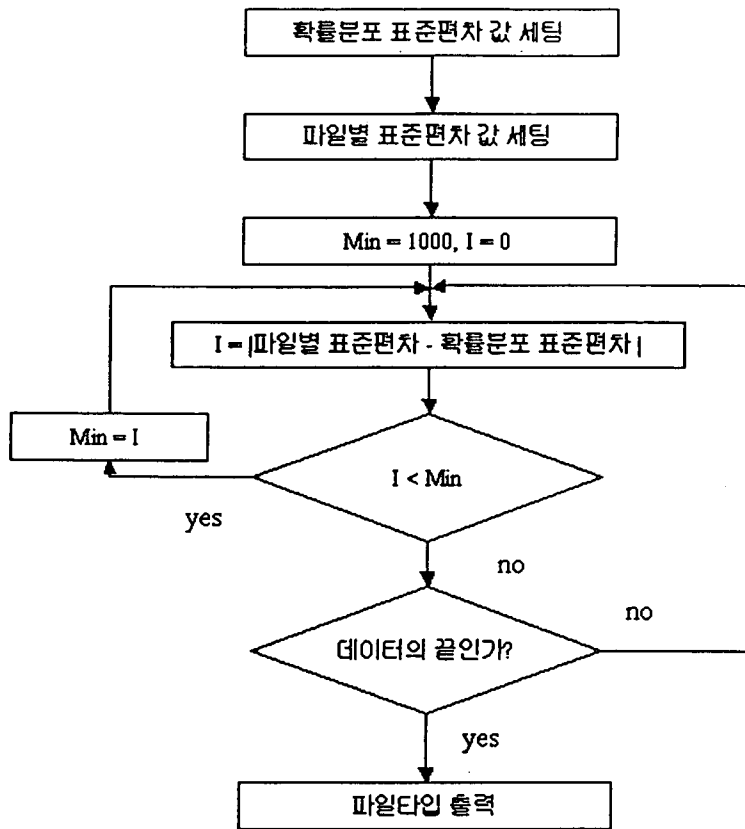 확률분포 표준편차 값 세팅
파일별 표준편차 값 세팅
Min = 1000, I = 0
I = |파일별 표준편차 - 확률분포 표준편차|
Min = I
I < Min
yes
no
데이터의 끝인가?
no
yes
파일타입 출력